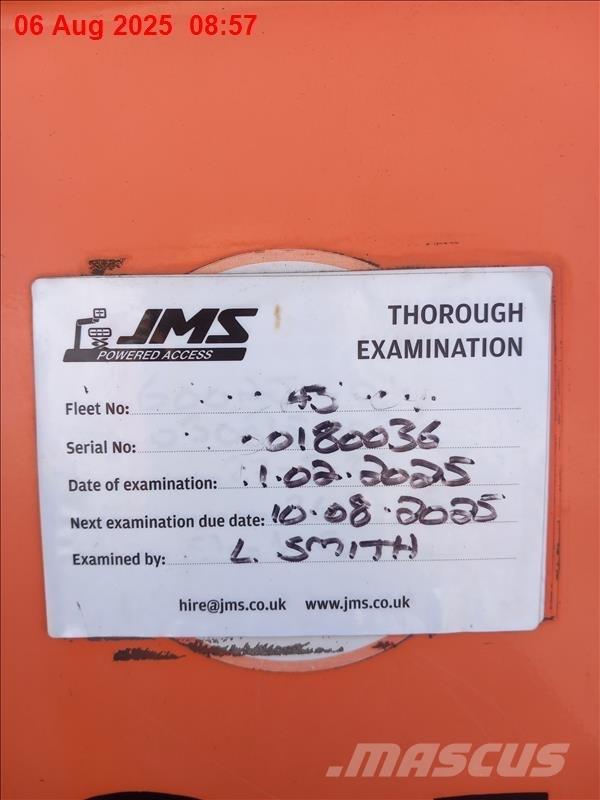 06 Aug 2025 08:57
JMS
POWERED ACCESS
THOROUGH
EXAMINATION
Fleet No:
Serial No: 0180036
Date of examination: 11.02.2025
Next examination due date: 10.08.2025
Examined by: L. SMITH
hire@jms.co.uk www.jms.co.uk
MASCUS